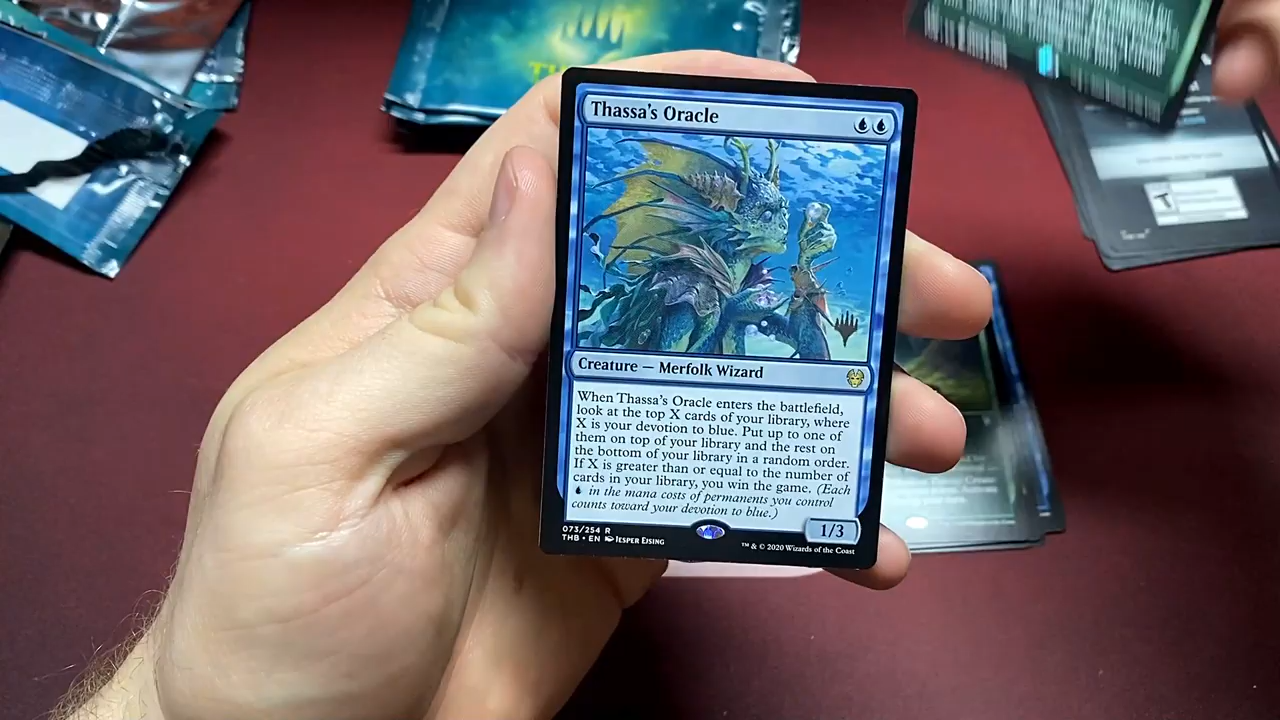 Thassa's Oracle
Creature — Merfolk Wizard
When Thassa's Oracle enters the battlefield,
look at the top X cards of your library, where
X is your devotion to blue. Put up to one of
them on top of your library and the rest on
the bottom of your library in a random order.
If X is greater than or equal to the number of
cards in your library, you win the game. (Each
in the mana costs of permanents you control
counts toward your devotion to blue.)
1/3
073/254 R
THB • EN Jesper Ejsing
™ & © 2020 Wizards of the Coast